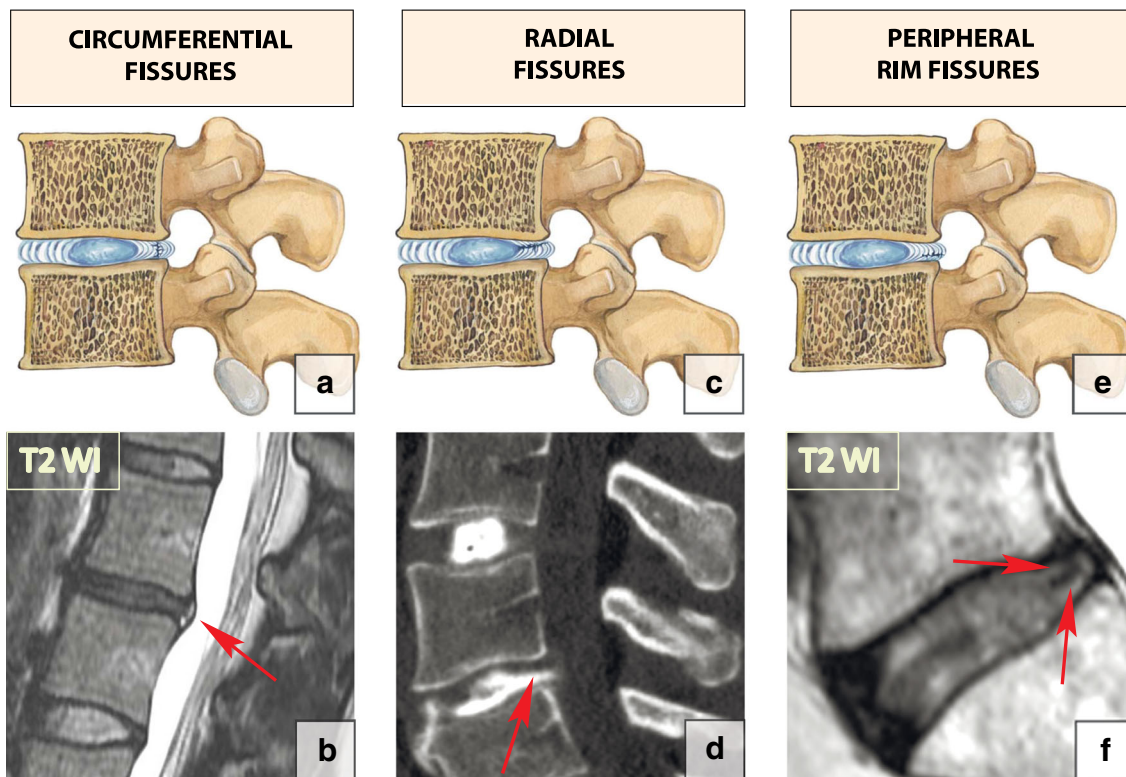 CIRCUMFERENTIAL
FISSURES
RADIAL
FISSURES
PERIPHERAL
RIM FISSURES
a
c
e
T2 WI
b
d
T2 WI
f